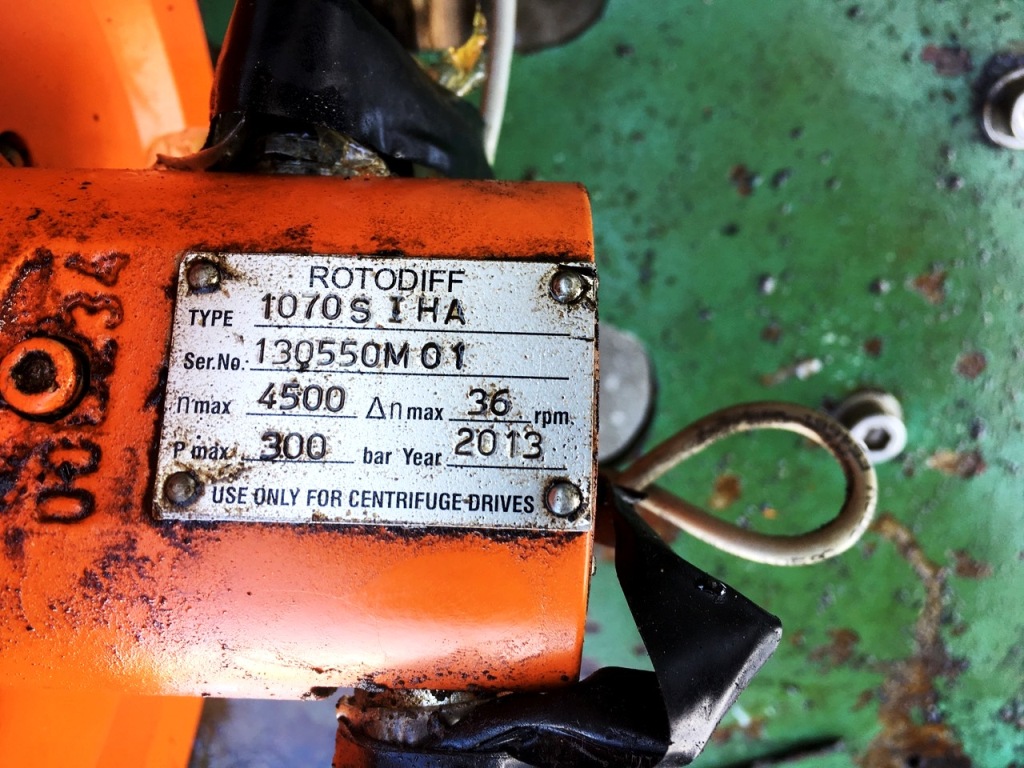 ROTODIFF
TYPE 1070 S I HA
Ser.No. 130550M 01
nmax 4500 Δn max 36 rpm
P max 300 bar Year 2013
USE ONLY FOR CENTRIFUGE DRIVES